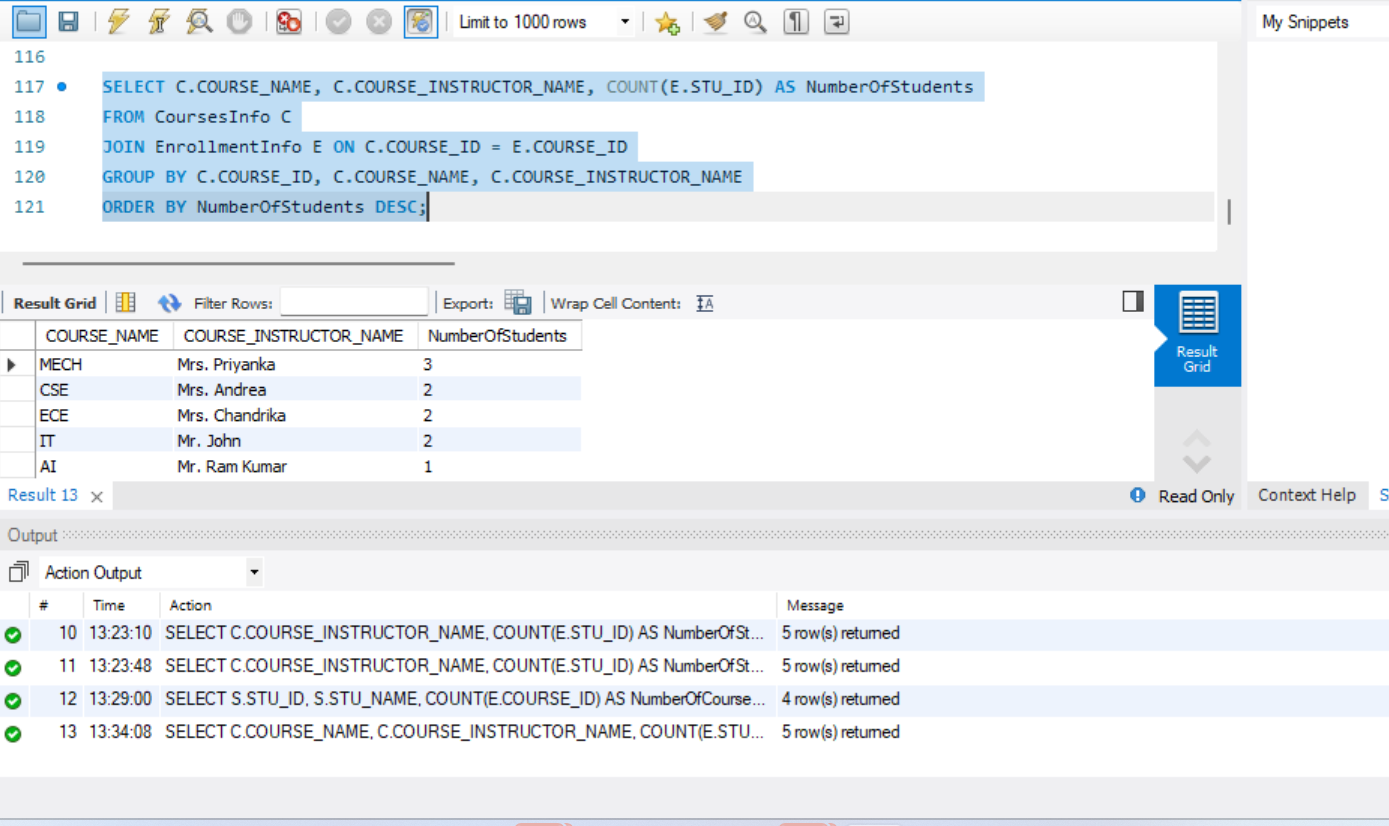 Limit to 1000 rows
My Snippets
116
117 SELECT C.COURSE_NAME, C.COURSE_INSTRUCTOR_NAME, COUNT(E.STU_ID) AS NumberOfStudents
118 FROM CoursesInfo C
119 JOIN EnrollmentInfo E ON C.COURSE_ID = E.COURSE_ID
120 GROUP BY C.COURSE_ID, C.COURSE_NAME, C.COURSE_INSTRUCTOR_NAME
121 ORDER BY NumberOfStudents DESC;
Result Grid Filter Rows: Export: Wrap Cell Content: IA
COURSE_NAME COURSE_INSTRUCTOR_NAME NumberOfStudents
MECH Mrs. Priyanka 3
CSE Mrs. Andrea 2
ECE Mrs. Chandrika 2
IT Mr. John 2
AI Mr. Ram Kumar 1
Result
Grid
Result 13
Read Only
Context Help S
Output
Action Output
# Time Action Message
10 13:23:10 SELECT C.COURSE_INSTRUCTOR_NAME, COUNT(E.STU_ID) AS NumberOfSt... 5 row(s) returned
11 13:23:48 SELECT C.COURSE_INSTRUCTOR_NAME, COUNT(E.STU_ID) AS NumberOfSt... 5 row(s) returned
12 13:29:00 SELECT S.STU_ID, S.STU_NAME, COUNT(E.COURSE_ID) AS NumberOfCourse... 4 row(s) returned
13 13:34:08 SELECT C.COURSE_NAME, C.COURSE_INSTRUCTOR_NAME, COUNT(E.STU... 5 row(s) returned